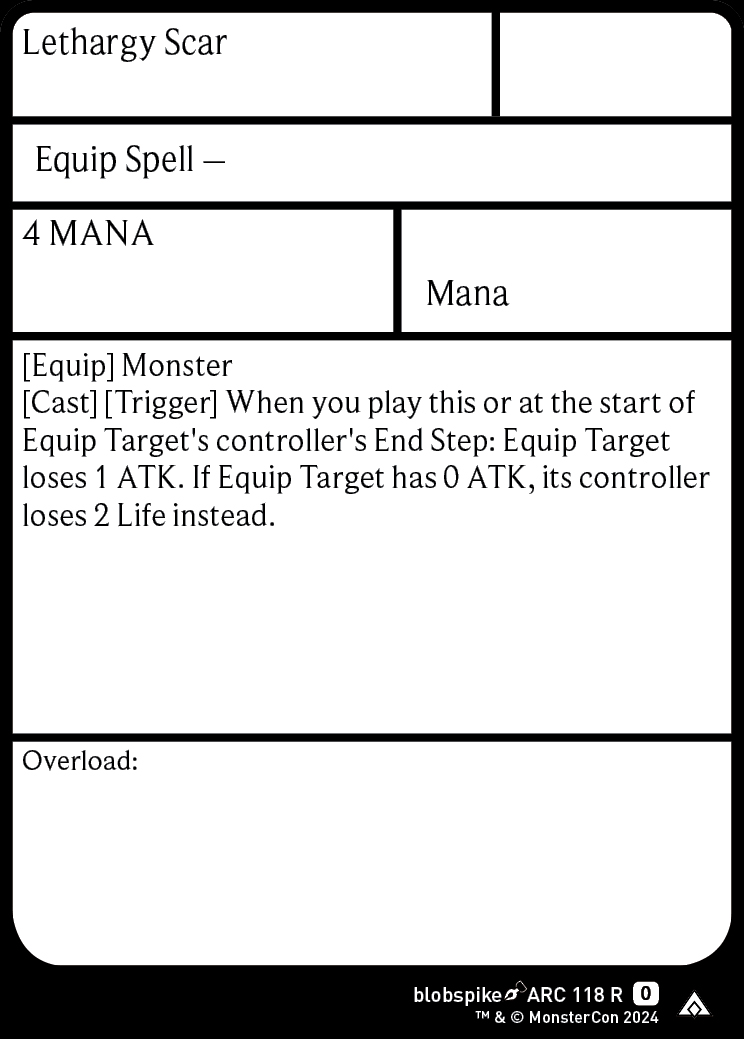 Lethargy Scar
Equip Spell —
4 MANA
Mana
[Equip] Monster
[Cast] [Trigger] When you play this or at the start of
Equip Target's controller's End Step: Equip Target
loses 1 ATK. If Equip Target has 0 ATK, its controller
loses 2 Life instead.
Overload:
blobspike ARC 118 R 0
™ & © MonsterCon 2024